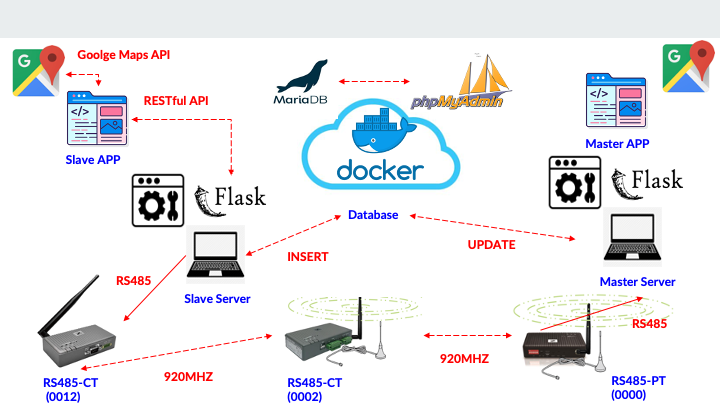 Goolge Maps API
G
G
MariaDB
phpMyAdmin
RESTful API
</>
</>
Slave APP
Master APP
docker
Flask
Flask
Database
UPDATE
INSERT
RS485
Slave Server
Master Server
RS485
920MHZ
920MHZ
RS485-CT
(0012)
RS485-CT
(0002)
RS485-PT
(0000)